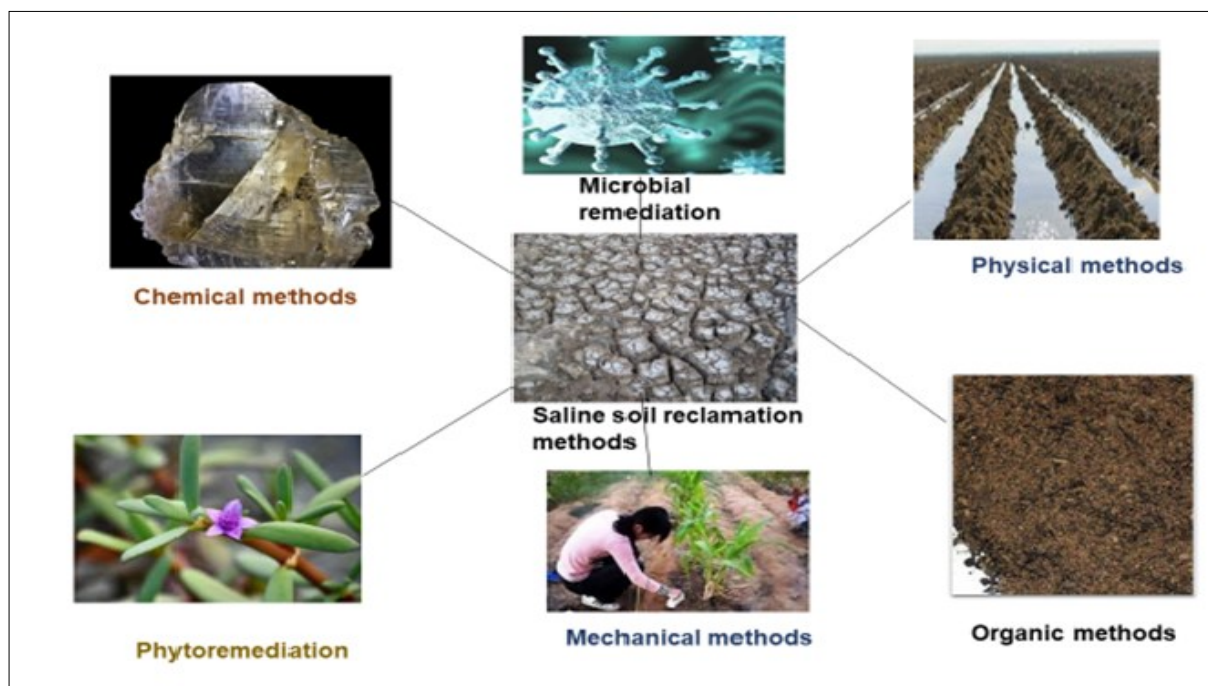 Microbial
remediation
Chemical methods
Physical methods
Saline soil reclamation
methods
Phytoremediation
Mechanical methods
Organic methods